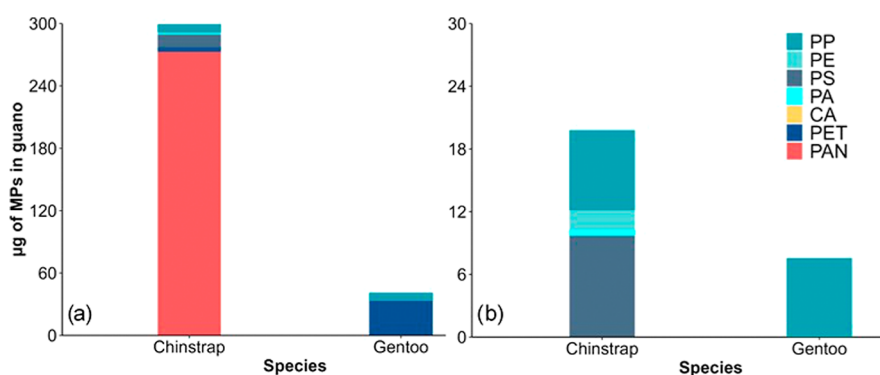 µg of MPs in guano
300
240
180
120
60
0
(a)
Chinstrap
Gentoo
Species
30
24
18
12
6
0
(b)
Chinstrap
Gentoo
Species
PP
PE
PS
PA
CA
PET
PAN